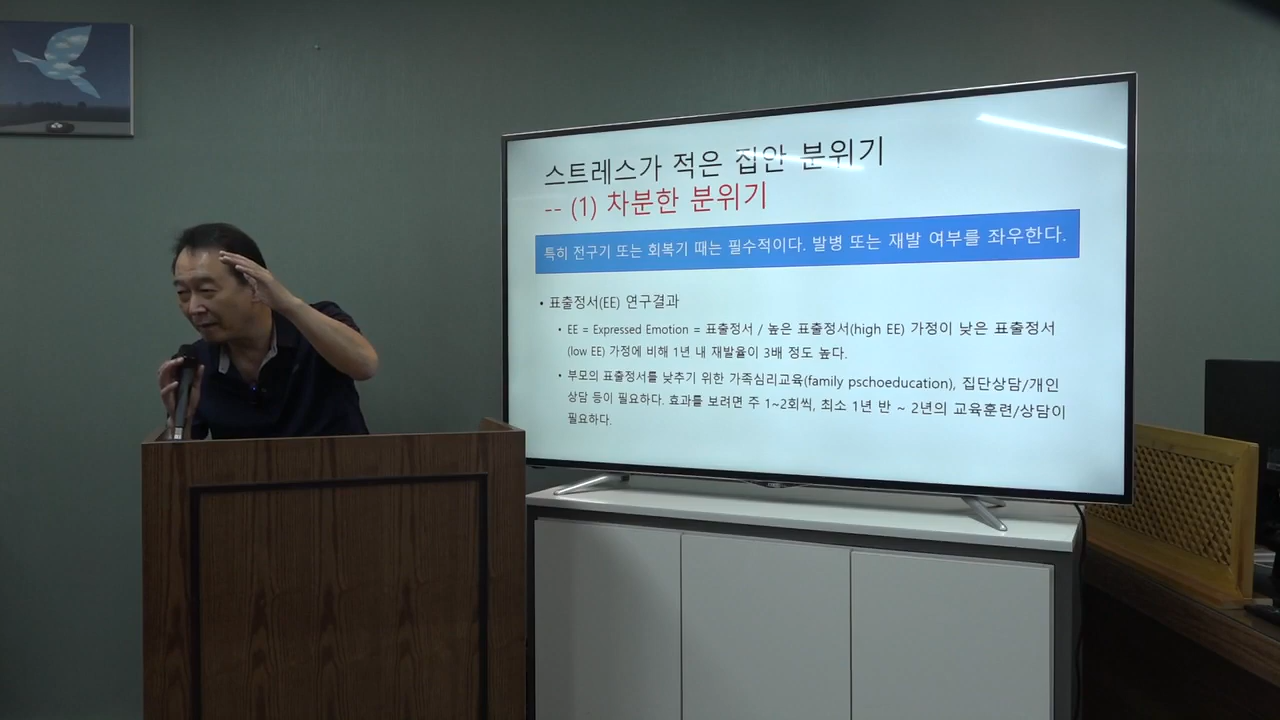 스트레스가 적은 집안 분위기
-- (1) 차분한 분위기
특히 전구기 또는 회복기 때는 필수적이다. 발병 또는 재발 여부를 좌우한다.
• 표출정서(EE) 연구결과
• EE = Expressed Emotion = 표출정서 / 높은 표출정서(high EE) 가정이 낮은 표출정서
(low EE) 가정에 비해 1년 내 재발율이 3배 정도 높다.
• 부모의 표출정서를 낮추기 위한 가족심리교육(family pschoeducation), 집단상담/개인
상담 등이 필요하다. 효과를 보려면 주 1~2회씩, 최소 1년 반 ~ 2년의 교육훈련/상담이
필요하다.